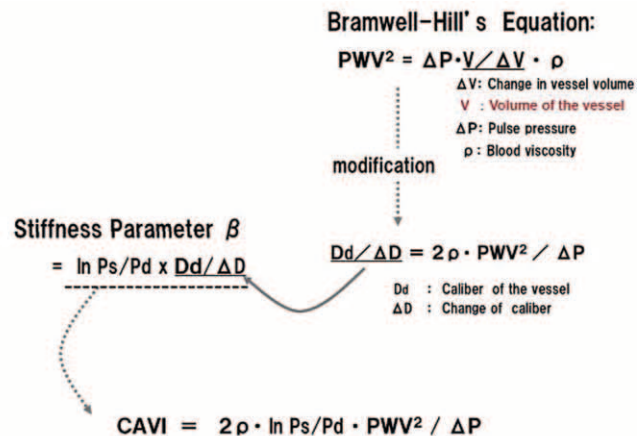 Bramwell-Hill's Equation:
PWV² = ΔP·V/ΔV · ρ
ΔV: Change in vessel volume
V : Volume of the vessel
ΔP: Pulse pressure
ρ: Blood viscosity
modification
Stiffness Parameter β
= ln Ps/Pd x Dd/ΔD
Dd/ΔD = 2ρ· PWV² / ΔP
Dd : Caliber of the vessel
ΔD : Change of caliber
CAVI = 2ρ· ln Ps/Pd · PWV² / ΔP